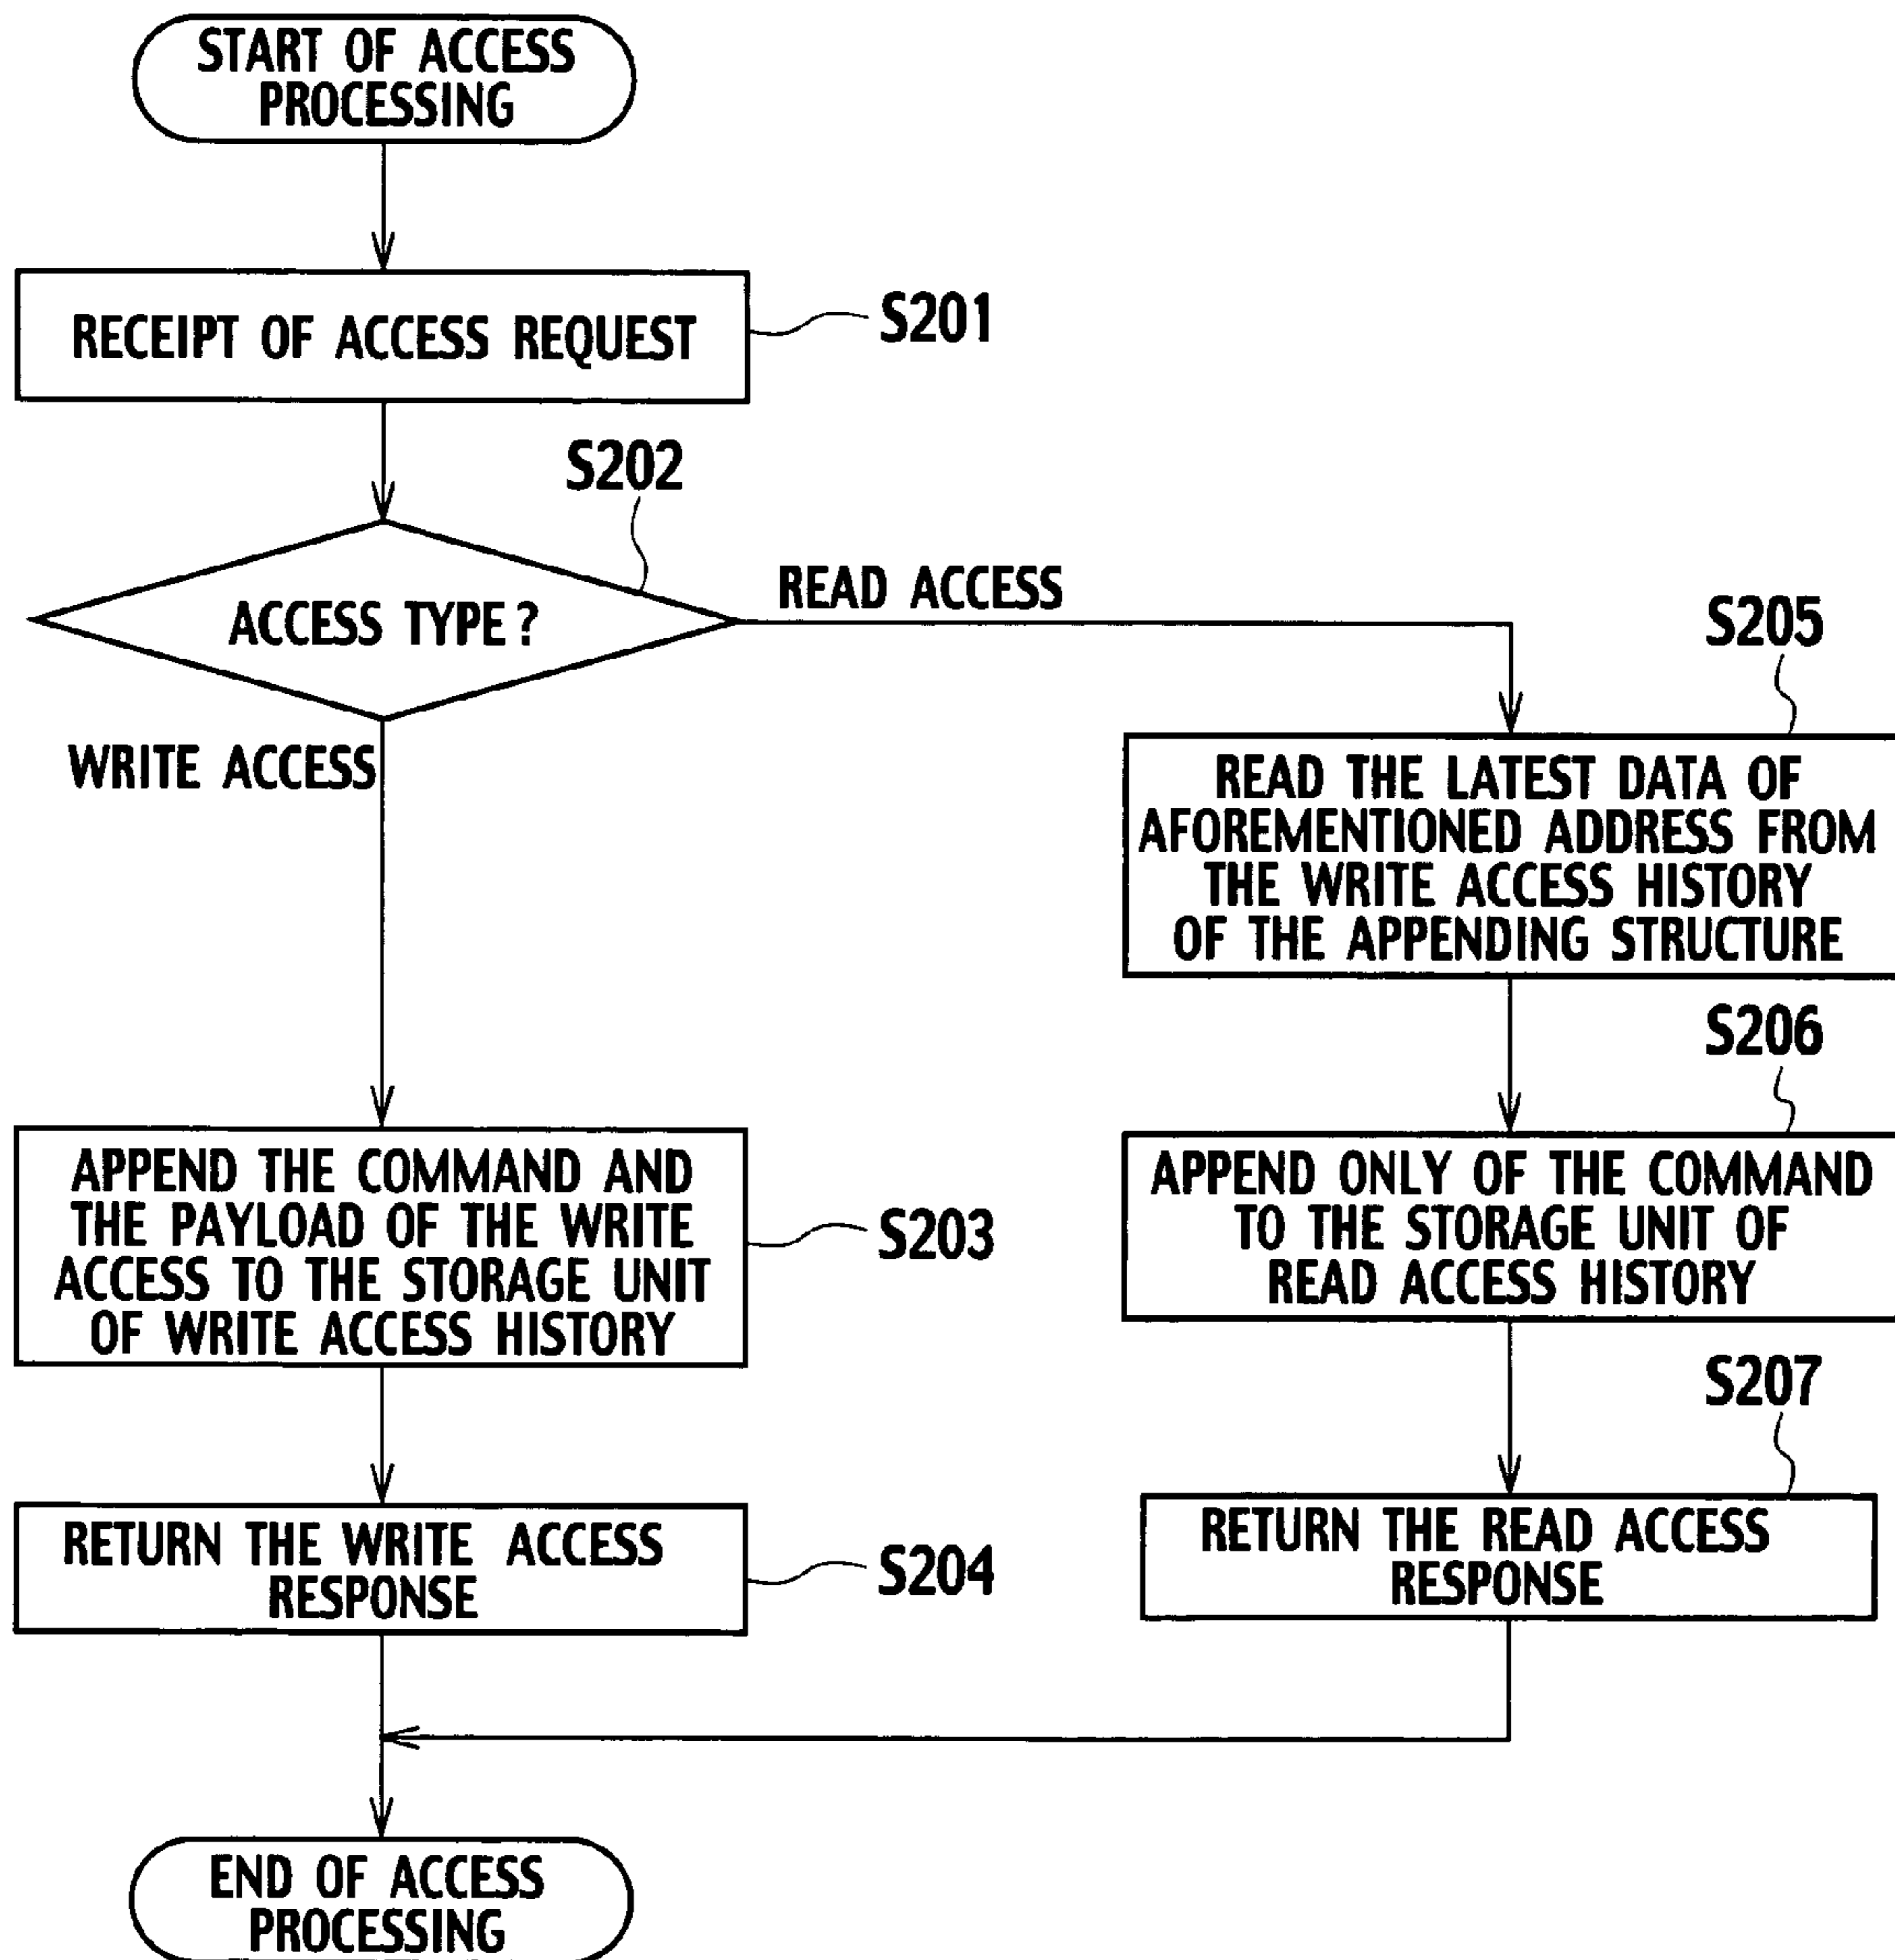 START OF ACCESS
PROCESSING
RECEIPT OF ACCESS REQUEST
S201
S202
ACCESS TYPE?
READ ACCESS
WRITE ACCESS
S205
READ THE LATEST DATA OF
AFOREMENTIONED ADDRESS FROM
THE WRITE ACCESS HISTORY
OF THE APPENDING STRUCTURE
S206
APPEND ONLY OF THE COMMAND
TO THE STORAGE UNIT OF
READ ACCESS HISTORY
APPEND THE COMMAND AND
THE PAYLOAD OF THE WRITE
ACCESS TO THE STORAGE UNIT
OF WRITE ACCESS HISTORY
S203
S207
RETURN THE READ ACCESS
RESPONSE
RETURN THE WRITE ACCESS
RESPONSE
S204
END OF ACCESS
PROCESSING